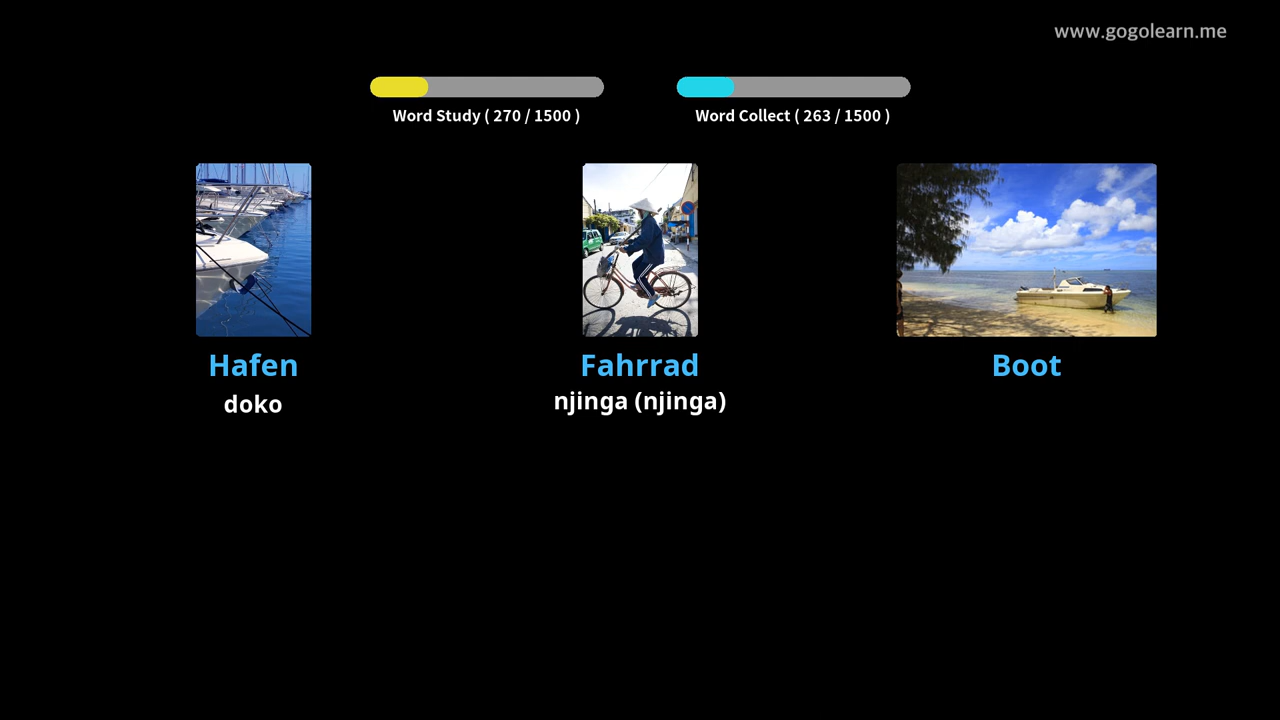 www.gogolearn.me
Word Study ( 270 / 1500 )
Word Collect ( 263 / 1500 )
Hafen
Fahrrad
Boot
doko
njinga (njinga)